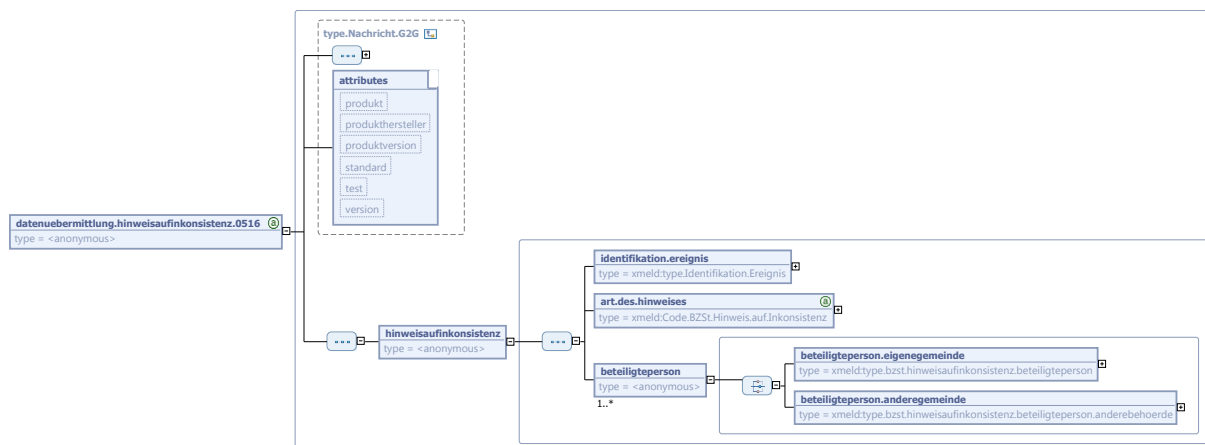 type.Nachricht.G2G
attributes
produkt
produkthersteller
produktversion
standard
test
version
datenuebermittlung.hinweisaufinkonsistenz.0516 a
type = <anonymous>
hinweisaufinkonsistenz
type = <anonymous>
identifikation.ereignis
type = xmeld:type.Identifikation.Ereignis
art.des.hinweises a
type = xmeld:Code.BZSt.Hinweis.auf.Inkonsistenz
beteiligteperson
type = <anonymous>
1..*
beteiligteperson.eigenegemeinde
type = xmeld:type.bzst.hinweisaufinkonsistenz.beteiligteperson
beteiligteperson.anderegemeinde
type = xmeld:type.bzst.hinweisaufinkonsistenz.beteiligteperson.anderebehoerde